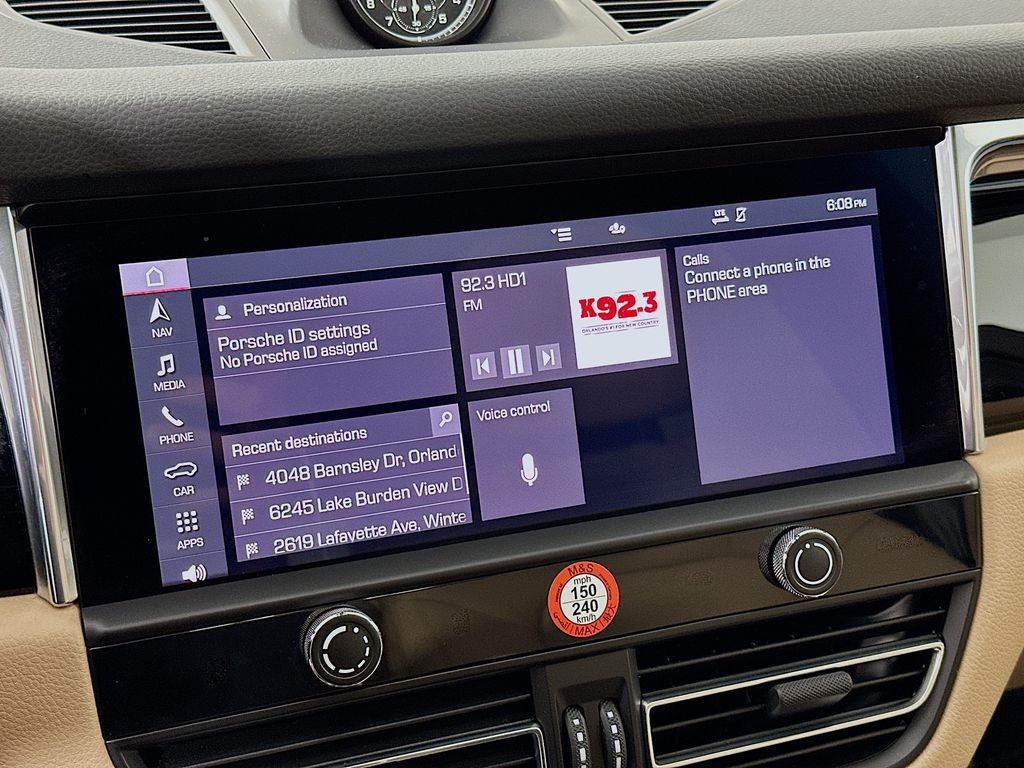 6:08 PM
LTE
NAV
MEDIA
PHONE
CAR
APPS
Personalization
Porsche ID settings
No Porsche ID assigned
92.3 HD1
FM
K92.3
ORLANDO'S #1 FOR NEW COUNTRY
Calls
Connect a phone in the
PHONE area
Recent destinations
4048 Barnsley Dr, Orland
6245 Lake Burden View D
2619 Lafayette Ave, Winte
Voice control
M&S
mph
150
240
km/h
MAX